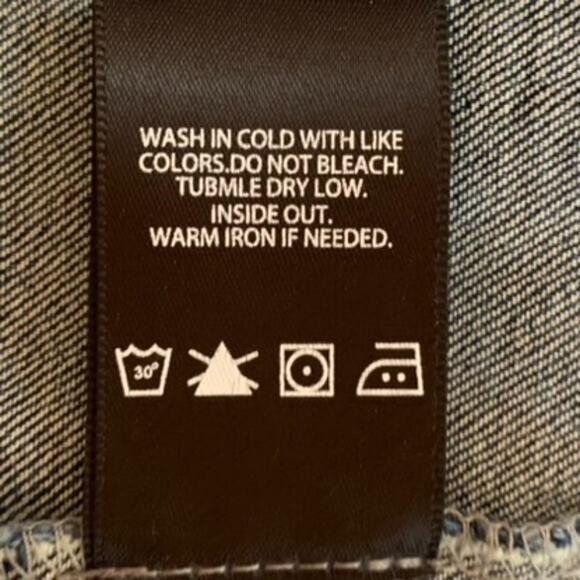 WASH IN COLD WITH LIKE
COLORS.DO NOT BLEACH.
TUBMLE DRY LOW.
INSIDE OUT.
WARM IRON IF NEEDED.
30°